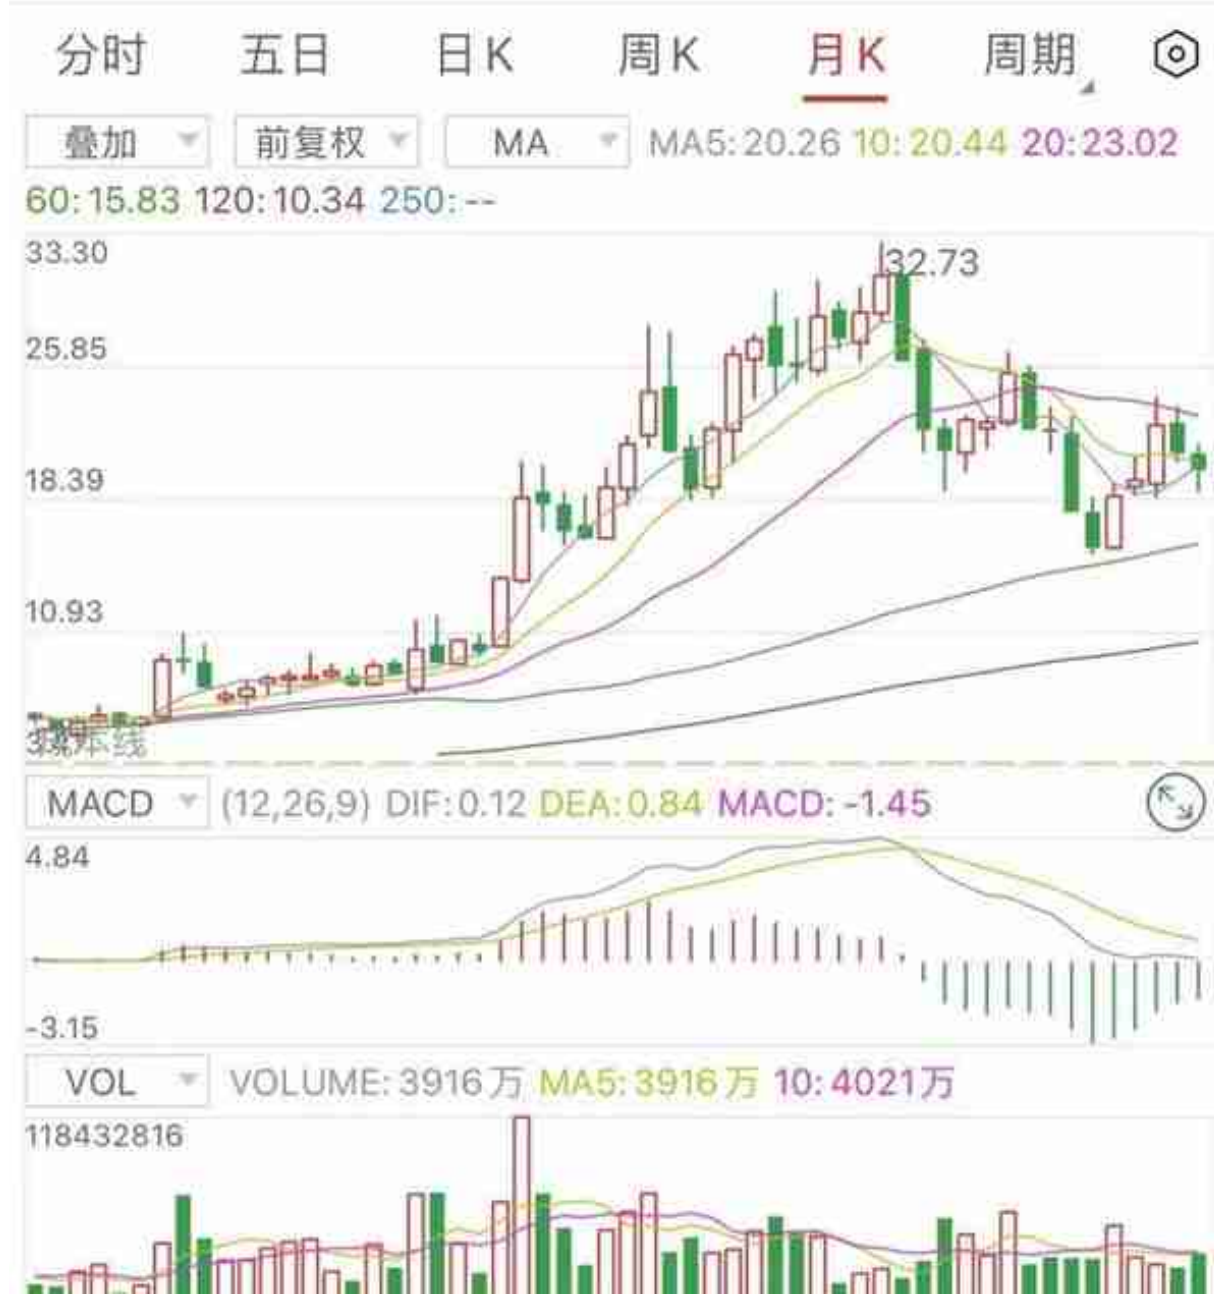 分时 五日 日K 周K 月K 周期
叠加 前复权 MA MA5:20.26 10:20.44 20:23.02
60:15.83 120:10.34 250:--
33.30
32.73
25.85
18.39
10.93
本线
MACD (12,26,9) DIF:0.12 DEA:0.84 MACD:-1.45
4.84
-3.15
VOL VOLUME:3916万 MA5:3916万 10:4021万
118432816